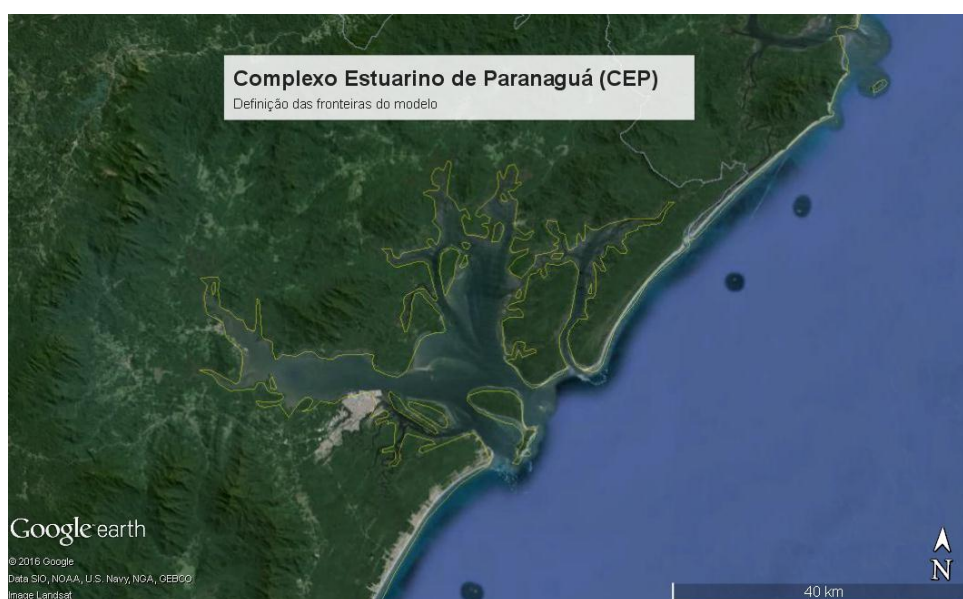 Complexo Estuarino de Paranaguá (CEP)
Definição das fronteiras do modelo
Google earth
© 2016 Google
Data SIO, NOAA, U.S. Navy, NGA, GEBCO
Image Landsat
N
40 km